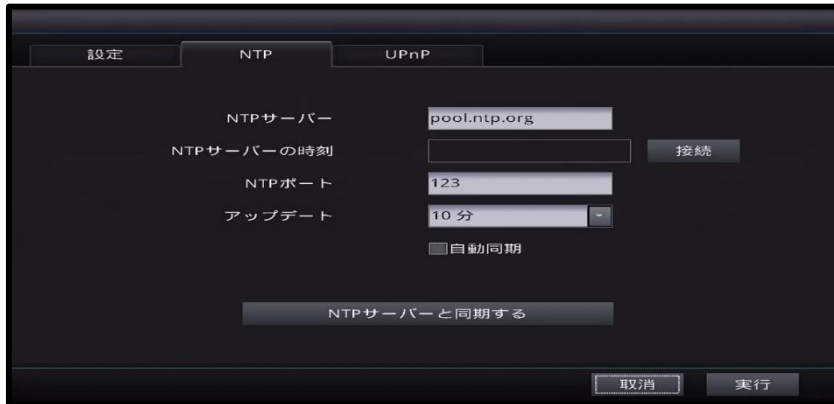 設定 NTP UPnP
NTPサーバー pool.ntp.org
NTPサーバーの時刻 接続
NTPポート 123
アップデート 10 分
自動同期
NTPサーバーと同期する
取消 実行